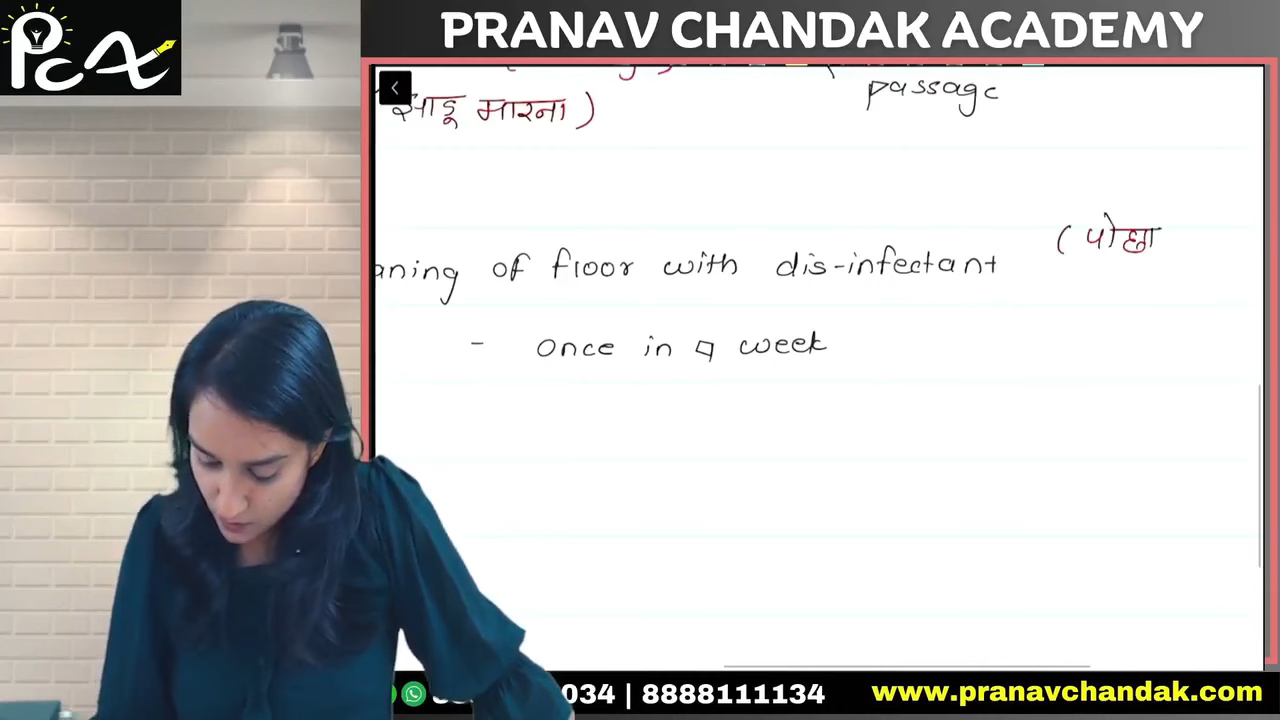 PCA
PRANAV CHANDAK ACADEMY
passage
झाडू मारना )
( पोछा
aning of floor with dis-infectant
- once in a week
034 | 8888111134
www.pranavchandak.com